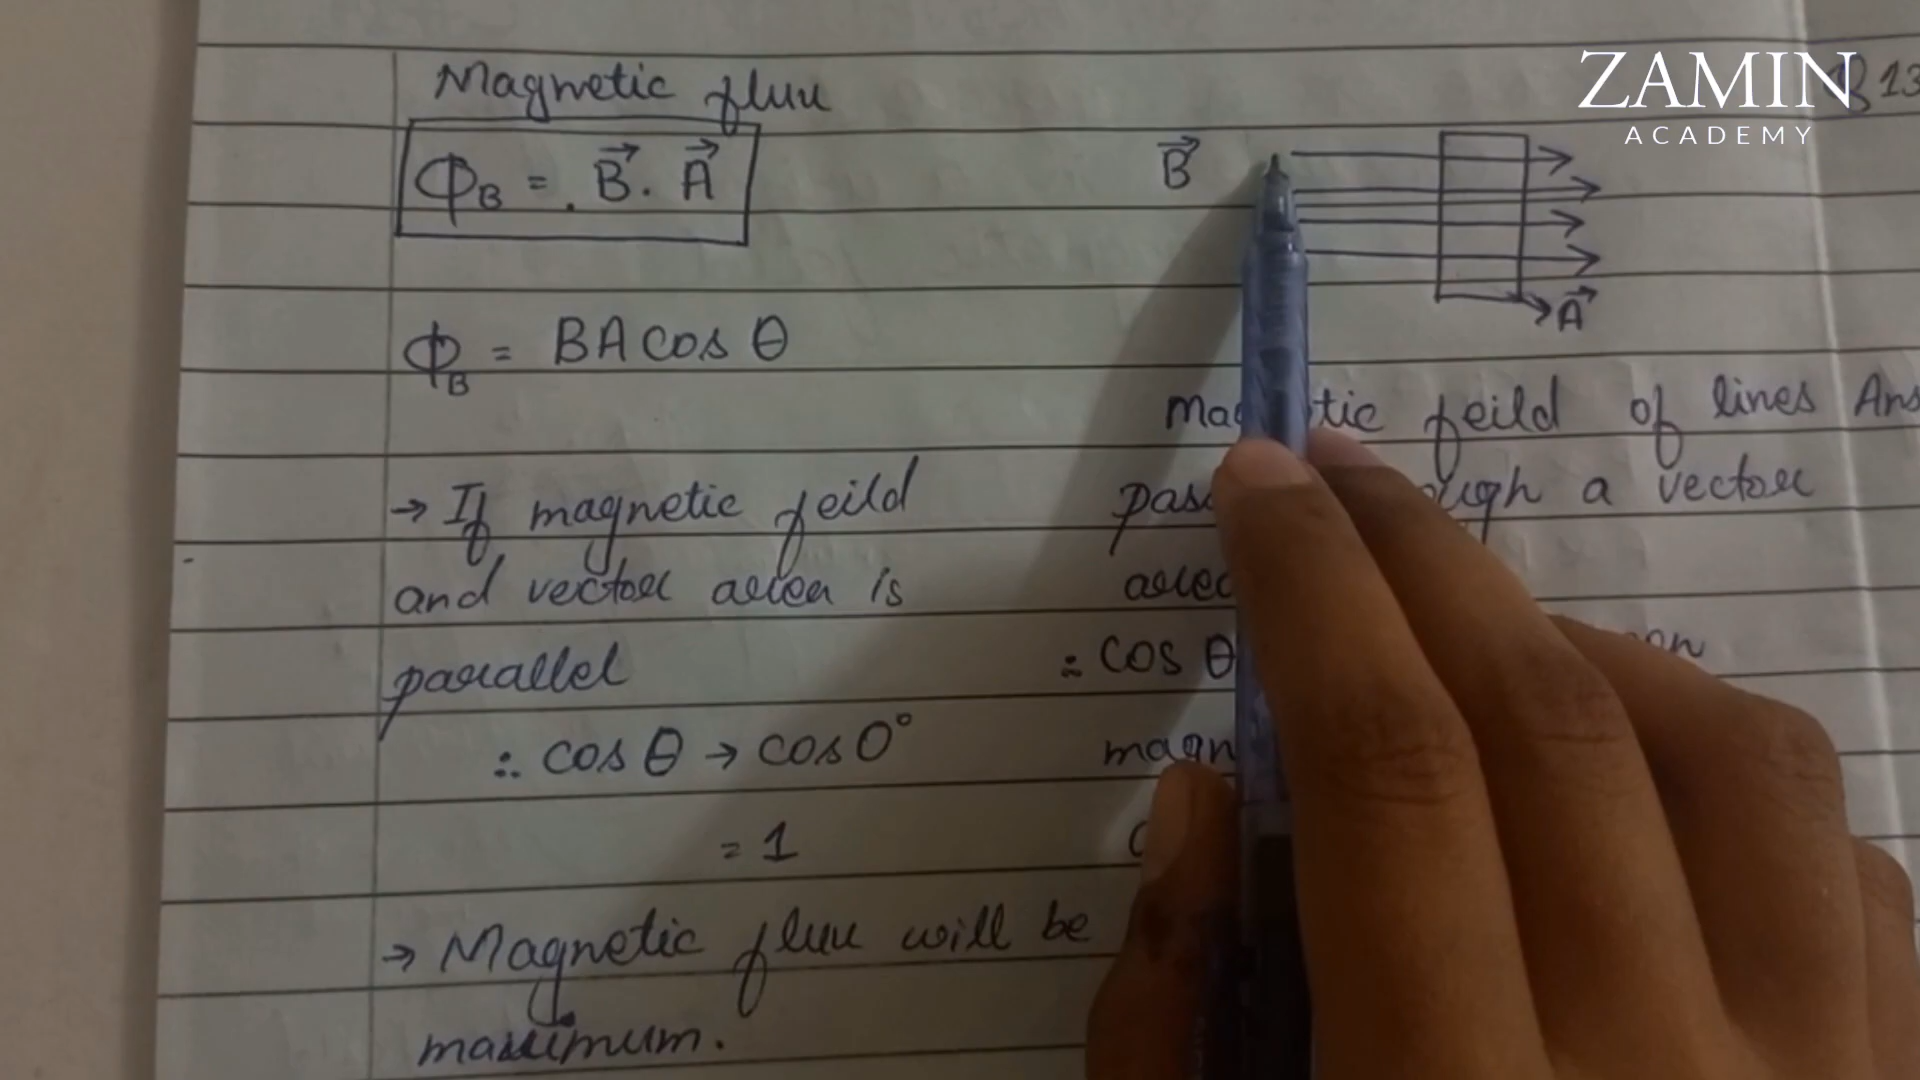 ZAMIN
ACADEMY
Magnetic flux
ΦB = B⃗ . A⃗
ΦB = BA cos θ
→ If magnetic feild
and vector area is
parallel
∴ cos θ → cos 0°
= 1
→ Magnetic flux will be
maximum.
B⃗
A⃗
feild of lines Ans
a vector
∴ cos θ